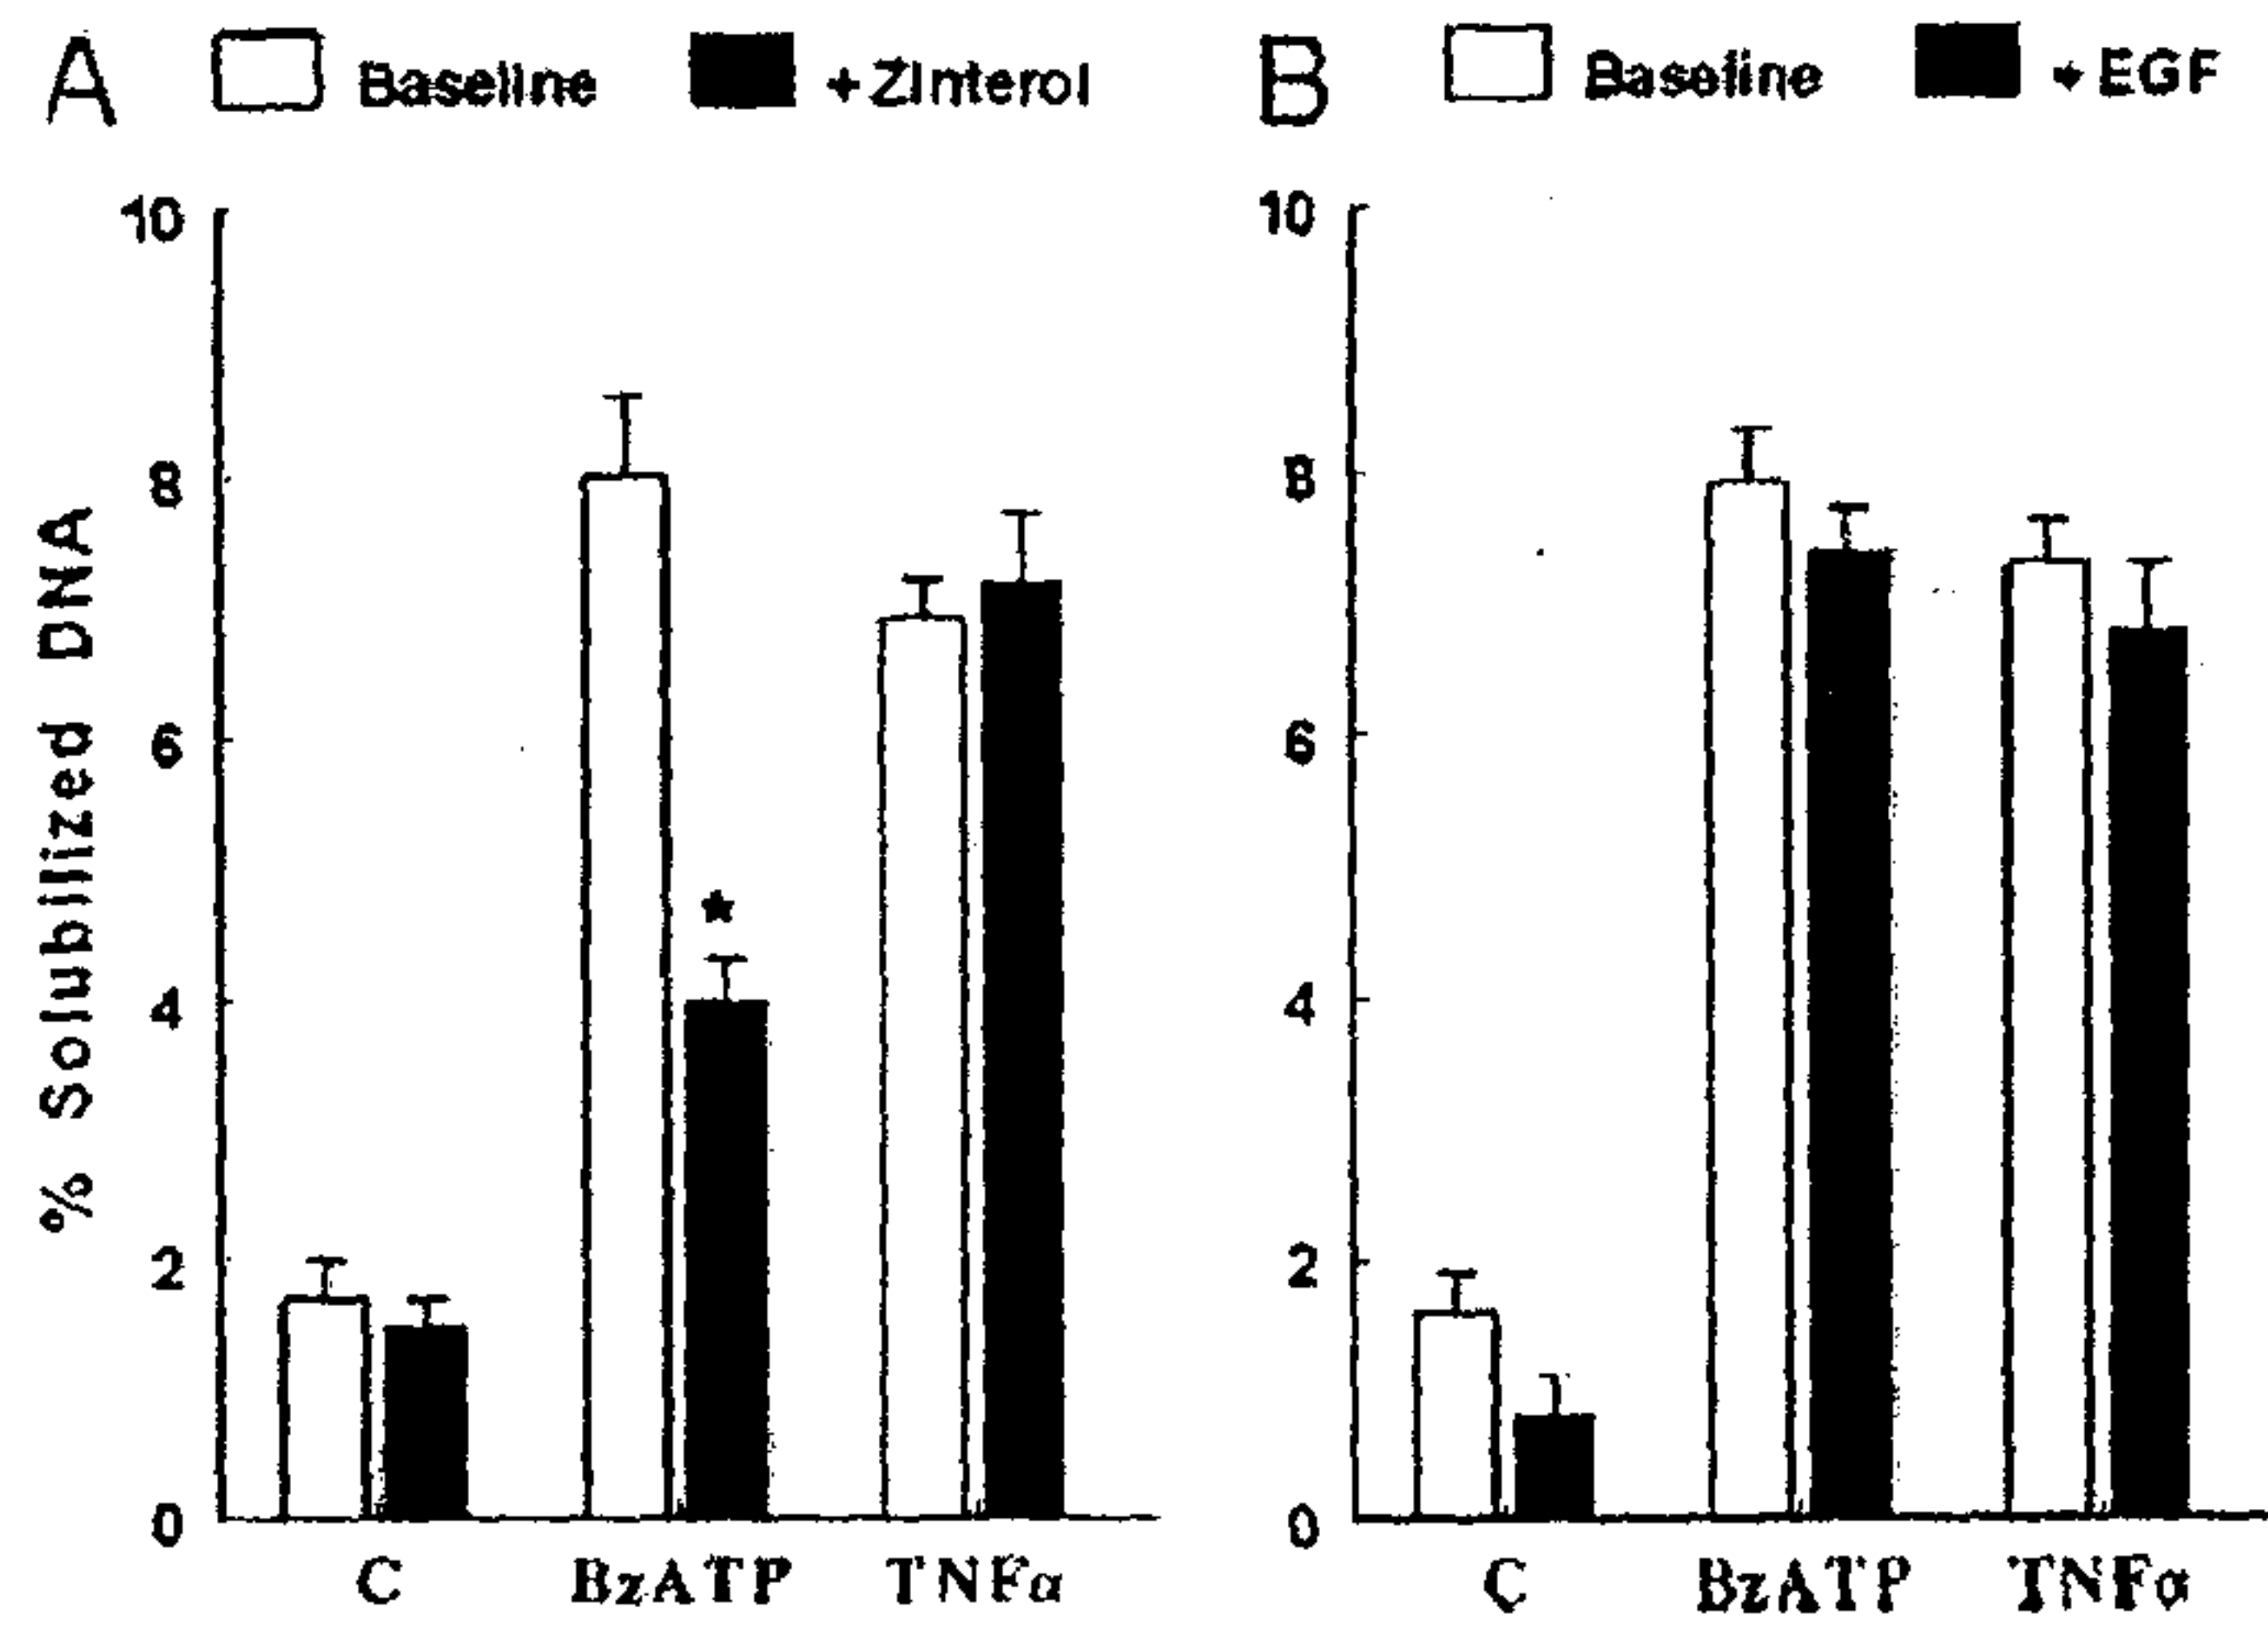 A Baseline +Zinterol
B Baseline +EGF
% Solubilized DNA
10
8
6
4
2
0
★
C BzATP TNFα
10
8
6
4
2
0
C BzATP TNFα